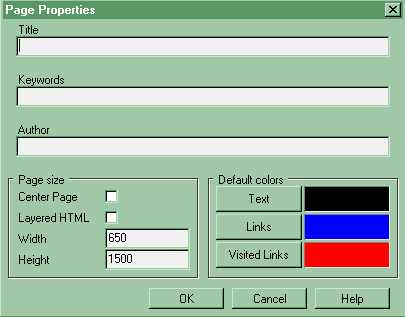 Page Properties
Title
Keywords
Author
Page size
Center Page
Layered HTML
Width 650
Height 1500
Default colors
Text
Links
Visited Links
OK Cancel Help